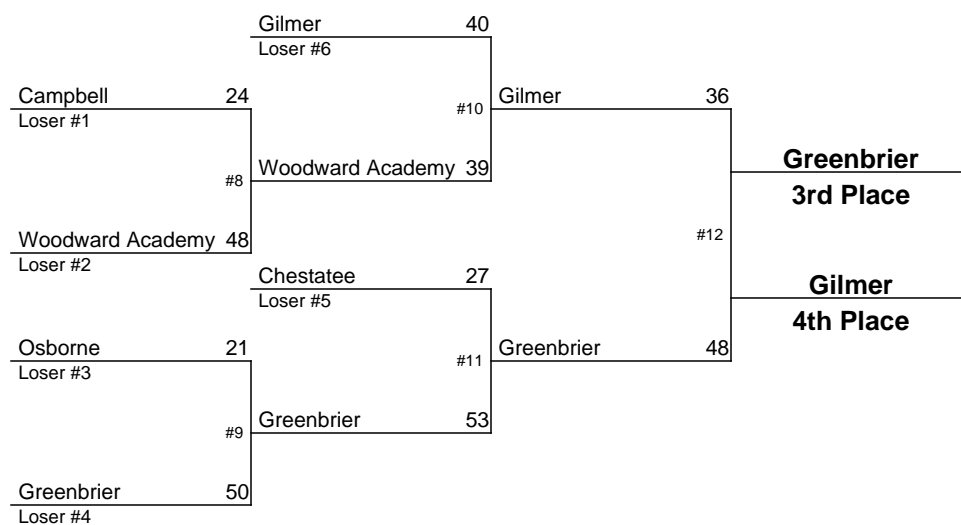 Gilmer 40
Loser #6
Campbell 24
Loser #1
#10
Gilmer 36
#8
Woodward Academy 39
Greenbrier
3rd Place
Woodward Academy 48
Loser #2
#12
Chestatee 27
Loser #5
Gilmer
4th Place
Osborne 21
Loser #3
#11
Greenbrier 48
#9
Greenbrier 53
Greenbrier 50
Loser #4